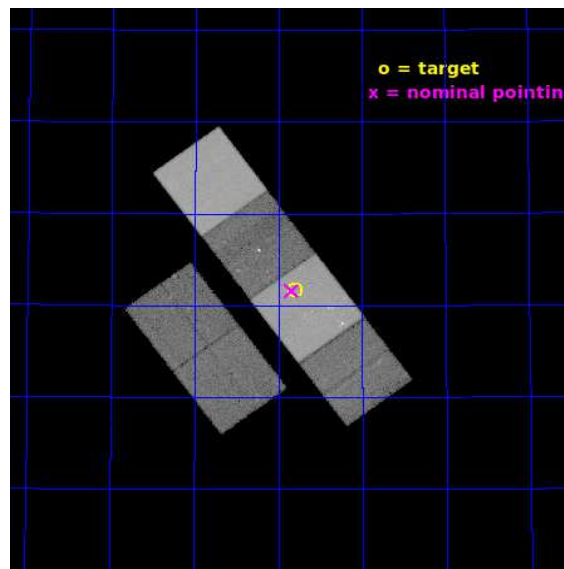 o = target
x = nominal pointin